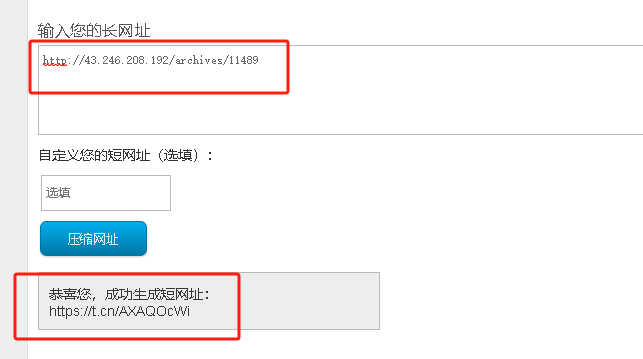 输入您的长网址
http://43.246.208.192/archives/11489
自定义您的短网址（选填）：
选填
压缩网址
恭喜您，成功生成短网址：
https://t.cn/AXAQOcWi